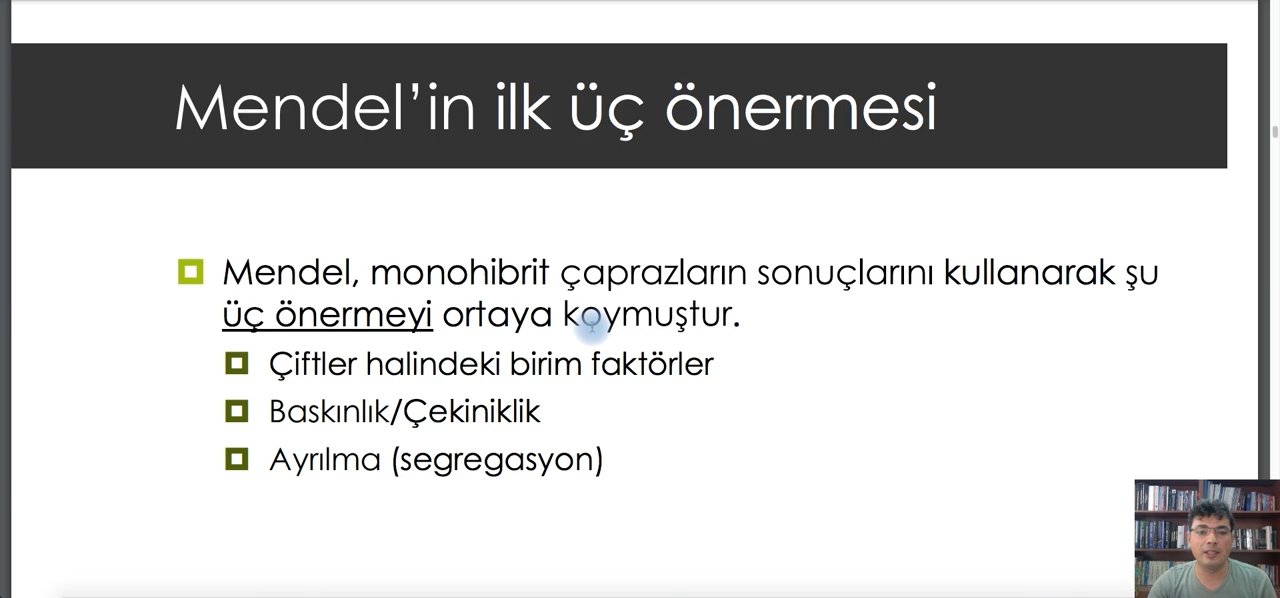 Mendel’in ilk üç önermesi
Mendel, monohibrit çaprazların sonuçlarını kullanarak şu
üç önermeyi ortaya koymuştur.
Çiftler halindeki birim faktörler
Baskınlık/Çekiniklik
Ayrılma (segregasyon)